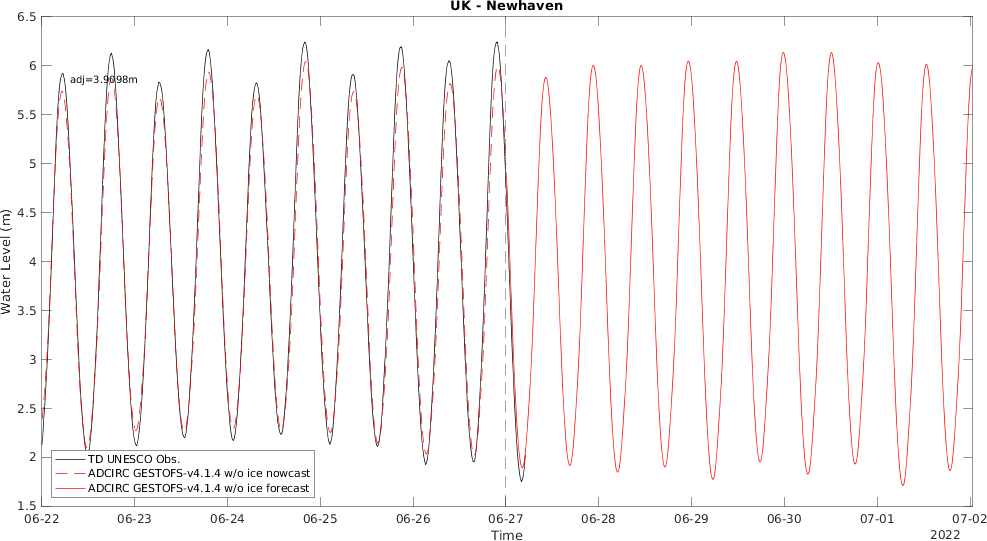 UK - Newhaven
6.5
6
5.5
5
4.5
4
3.5
3
2.5
2
1.5
Water Level (m)
adj=3.9098m
TD UNESCO Obs.
ADCIRC GESTOFS-v4.1.4 w/o ice nowcast
ADCIRC GESTOFS-v4.1.4 w/o ice forecast
06-22 06-23 06-24 06-25 06-26 06-27 06-28 06-29 06-30 07-01 07-02
Time
2022